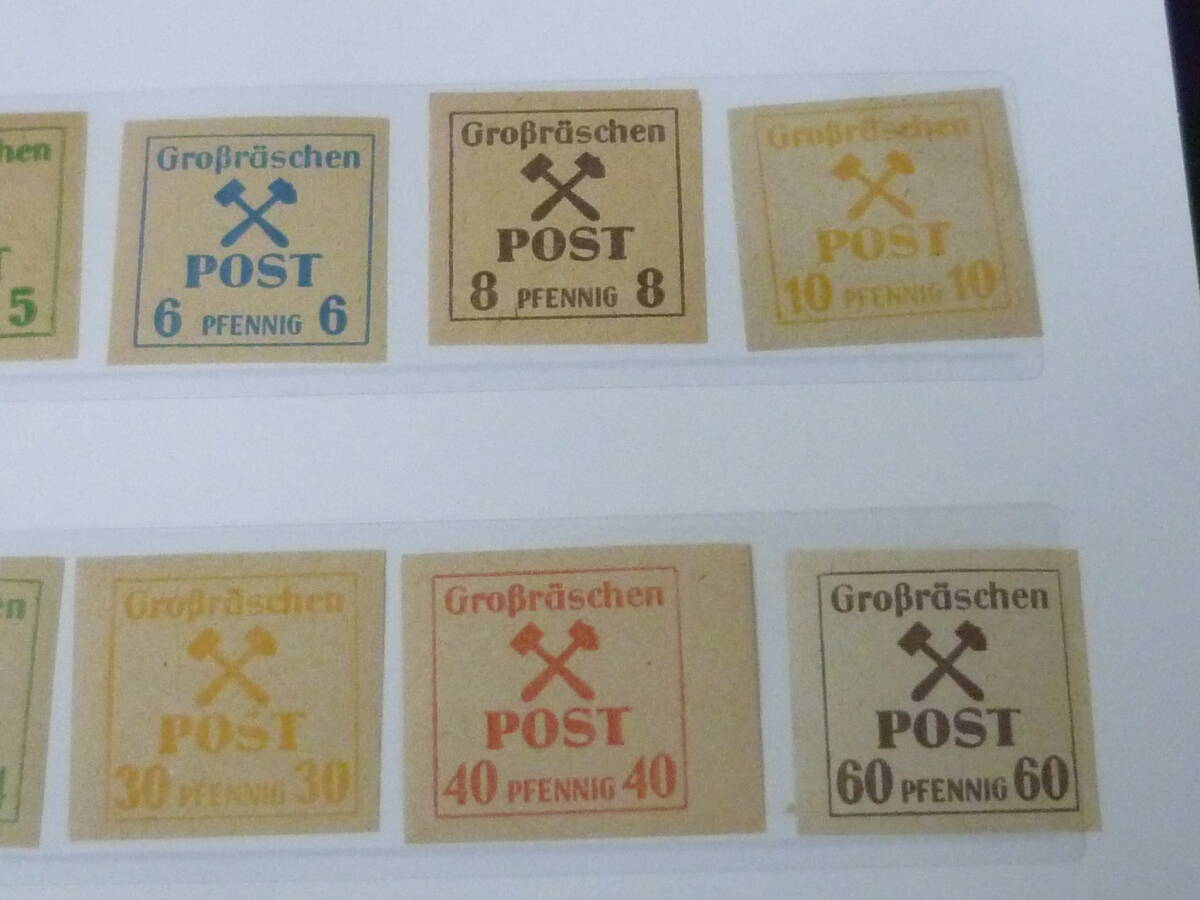 hen
T
5
Großräschen
POST
6 PFENNIG 6
Großräschen
POST
8 PFENNIG 8
Großräschen
POST
10 PFENNIG 10
en
4
Großräschen
POST
30 PFENNIG 30
Großräschen
POST
40 PFENNIG 40
Großräschen
POST
60 PFENNIG 60